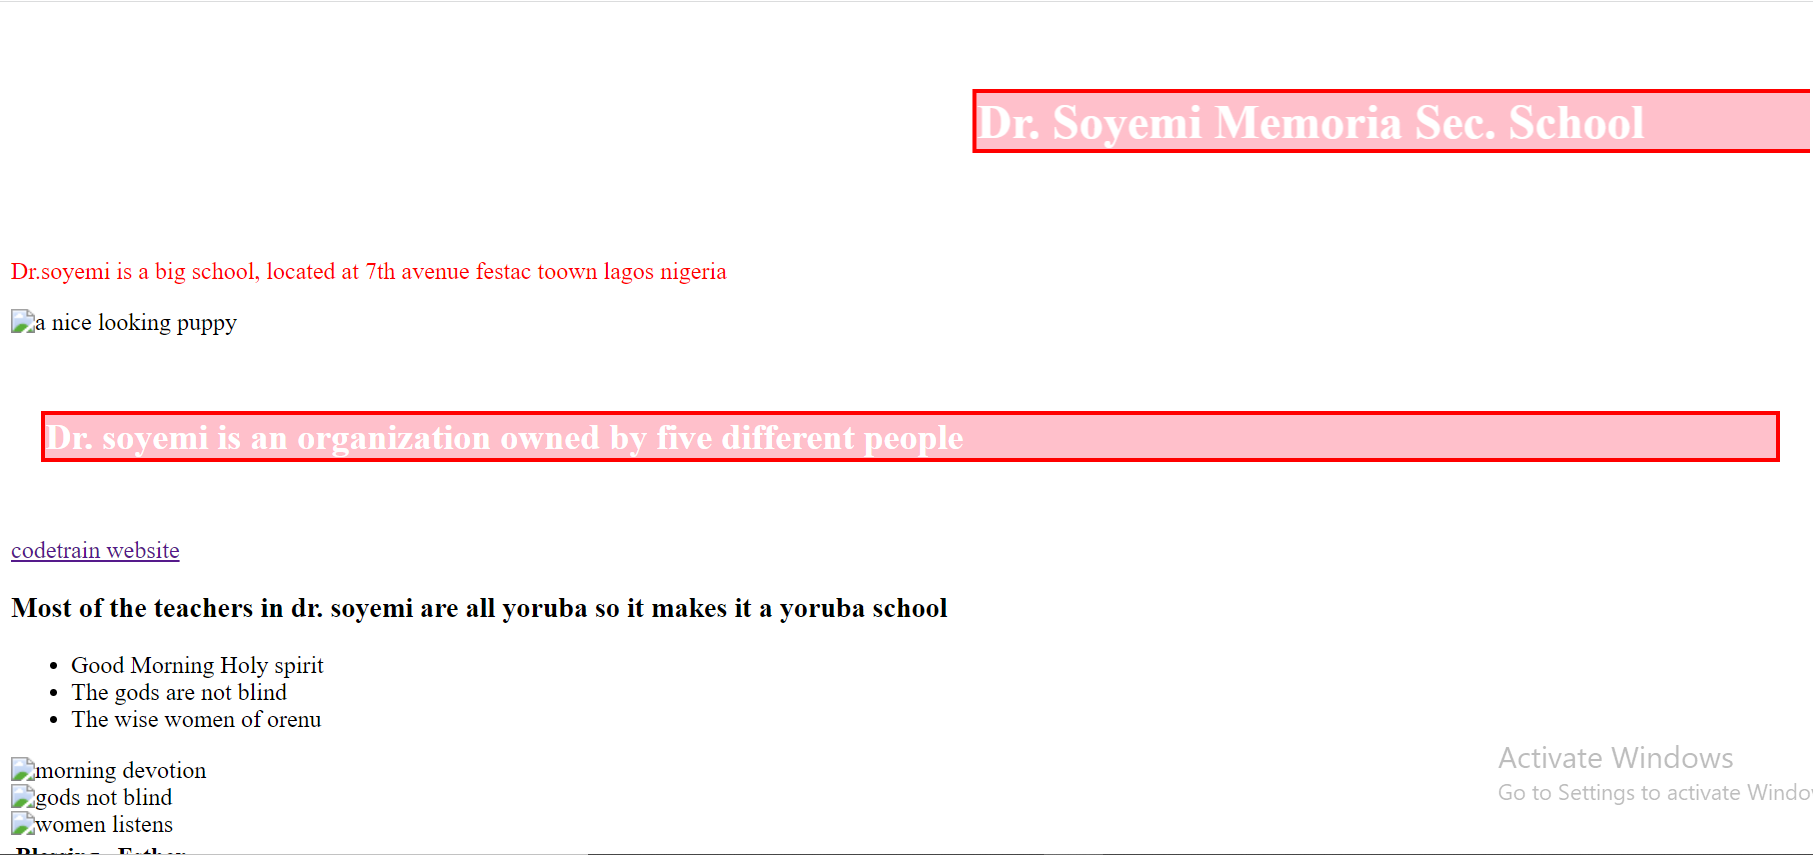 Dr. Soyemi Memoria Sec. School
Dr.soyemi is a big school, located at 7th avenue festac toown lagos nigeria
a nice looking puppy
Dr. soyemi is an organization owned by five different people
codetrain website
Most of the teachers in dr. soyemi are all yoruba so it makes it a yoruba school
Good Morning Holy spirit
The gods are not blind
The wise women of orenu
morning devotion
gods not blind
women listens
Activate Windows
Go to Settings to activate Windo
Blessing Esther